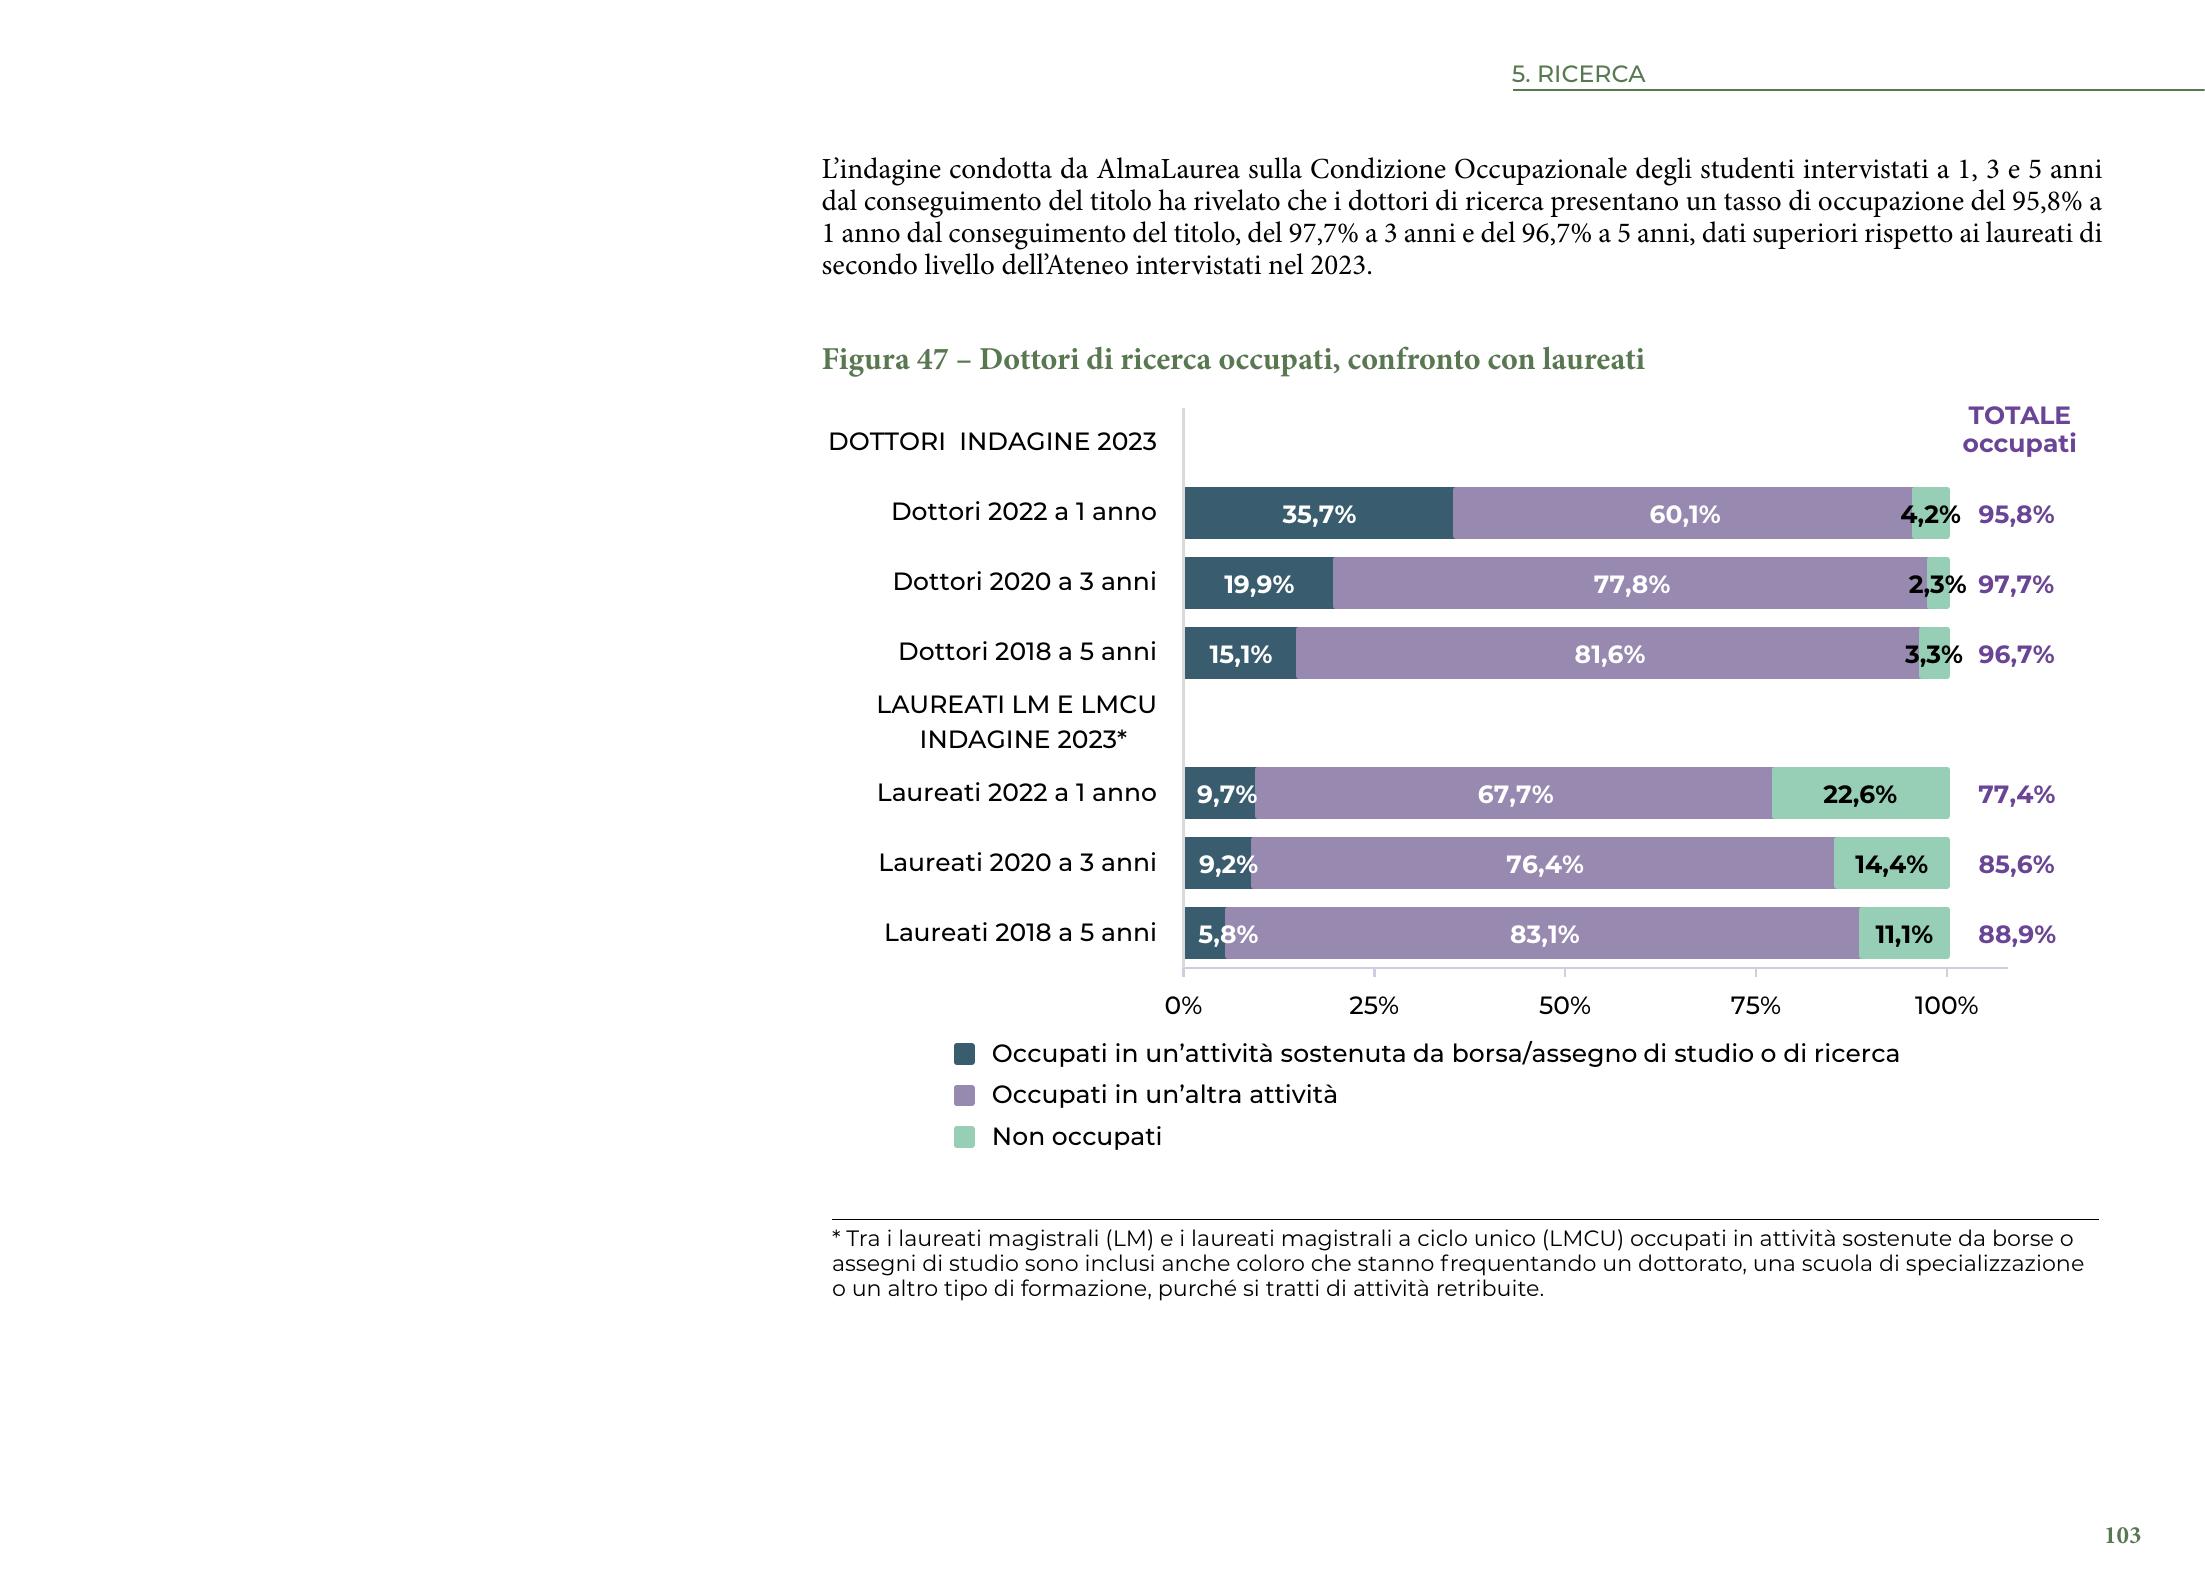 5. RICERCA
L’indagine condotta da AlmaLaurea sulla Condizione Occupazionale degli studenti intervistati a 1, 3 e 5 anni
dal conseguimento del titolo ha rivelato che i dottori di ricerca presentano un tasso di occupazione del 95,8% a
1 anno dal conseguimento del titolo, del 97,7% a 3 anni e del 96,7% a 5 anni, dati superiori rispetto ai laureati di
secondo livello dell’Ateneo intervistati nel 2023.
Figura 47 – Dottori di ricerca occupati, confronto con laureati
TOTALE
occupati
DOTTORI INDAGINE 2023
Dottori 2022 a 1 anno 35,7% 60,1% 4,2% 95,8%
Dottori 2020 a 3 anni 19,9% 77,8% 2,3% 97,7%
Dottori 2018 a 5 anni 15,1% 81,6% 3,3% 96,7%
LAUREATI LM E LMCU
INDAGINE 2023*
Laureati 2022 a 1 anno 9,7% 67,7% 22,6% 77,4%
Laureati 2020 a 3 anni 9,2% 76,4% 14,4% 85,6%
Laureati 2018 a 5 anni 5,8% 83,1% 11,1% 88,9%
0% 25% 50% 75% 100%
Occupati in un’attività sostenuta da borsa/assegno di studio o di ricerca
Occupati in un’altra attività
Non occupati
* Tra i laureati magistrali (LM) e i laureati magistrali a ciclo unico (LMCU) occupati in attività sostenute da borse o
assegni di studio sono inclusi anche coloro che stanno frequentando un dottorato, una scuola di specializzazione
o un altro tipo di formazione, purché si tratti di attività retribuite.
103